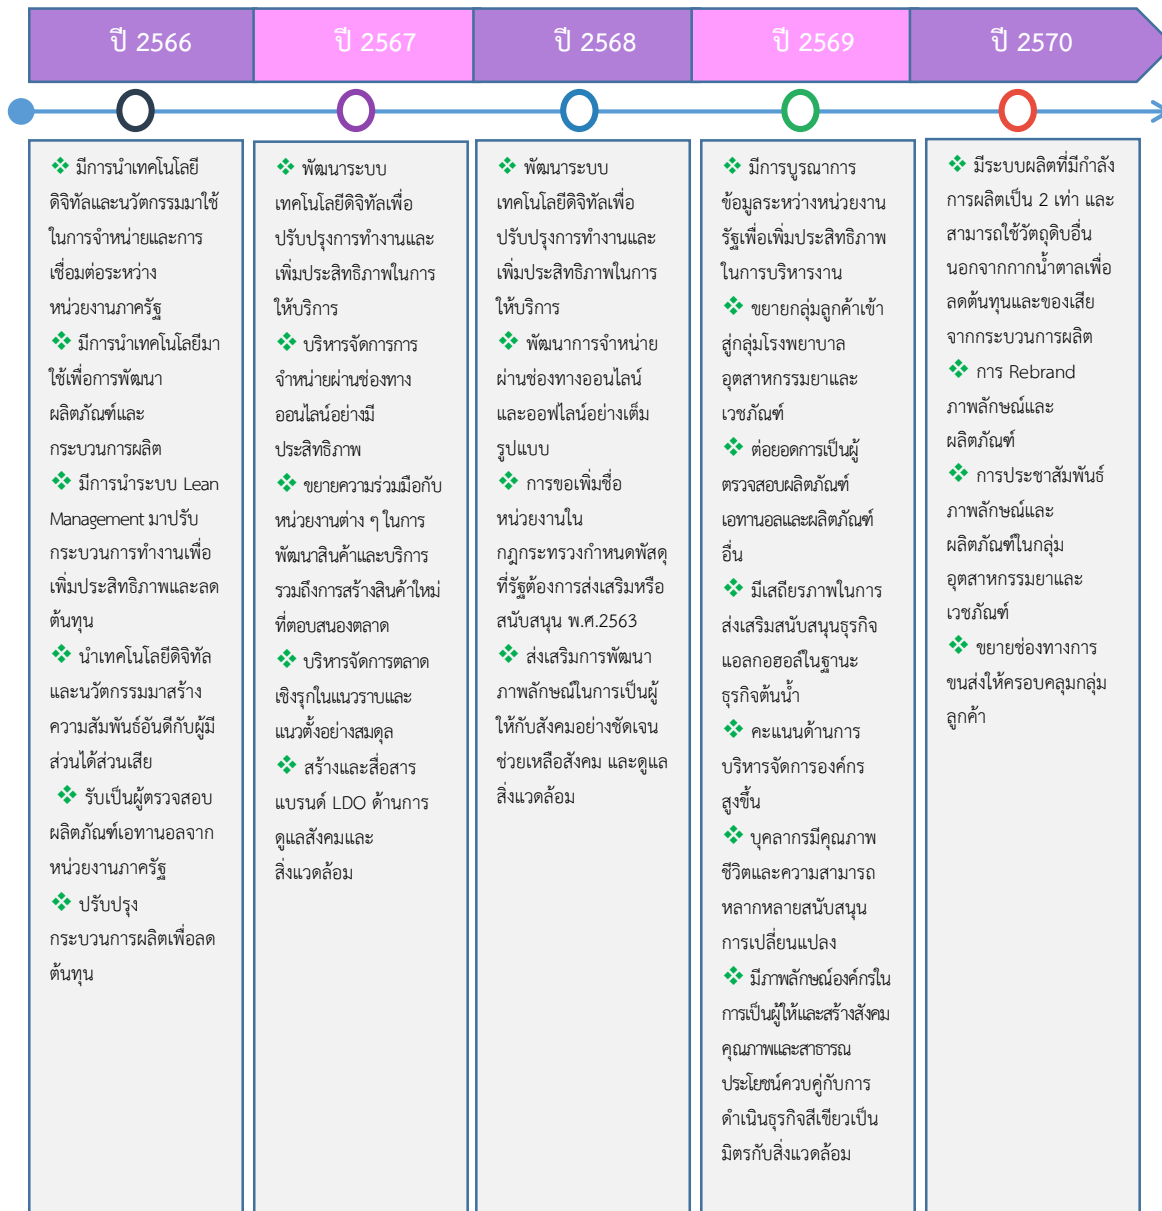 ปี 2566
ปี 2567
ปี 2568
ปี 2569
ปี 2570
❖ มีการนำเทคโนโลยี
ดิจิทัลและนวัตกรรมมาใช้
ในการจำหน่ายและการ
เชื่อมต่อระหว่าง
หน่วยงานภาครัฐ
❖ มีการนำเทคโนโลยีมา
ใช้เพื่อการพัฒนา
ผลิตภัณฑ์และ
กระบวนการผลิต
❖ มีการนำระบบ Lean
Management มาปรับ
กระบวนการทำงานเพื่อ
เพิ่มประสิทธิภาพและลด
ต้นทุน
❖ นำเทคโนโลยีดิจิทัล
และนวัตกรรมมาสร้าง
ความสัมพันธ์อันดีกับผู้มี
ส่วนได้ส่วนเสีย
❖ รับเป็นผู้ตรวจสอบ
ผลิตภัณฑ์เอทานอลจาก
หน่วยงานภาครัฐ
❖ ปรับปรุง
กระบวนการผลิตเพื่อลด
ต้นทุน
❖ พัฒนาระบบ
เทคโนโลยีดิจิทัลเพื่อ
ปรับปรุงการทำงานและ
เพิ่มประสิทธิภาพในการ
ให้บริการ
❖ บริหารจัดการการ
จำหน่ายผ่านช่องทาง
ออนไลน์อย่างมี
ประสิทธิภาพ
❖ ขยายความร่วมมือกับ
หน่วยงานต่าง ๆ ในการ
พัฒนาสินค้าและบริการ
รวมถึงการสร้างสินค้าใหม่
ที่ตอบสนองตลาด
❖ บริหารจัดการตลาด
เชิงรุกในแนวราบและ
แนวตั้งอย่างสมดุล
❖ สร้างและสื่อสาร
แบรนด์ LDO ด้านการ
ดูแลสังคมและ
สิ่งแวดล้อม
❖ พัฒนาระบบ
เทคโนโลยีดิจิทัลเพื่อ
ปรับปรุงการทำงานและ
เพิ่มประสิทธิภาพในการ
ให้บริการ
❖ พัฒนาการจำหน่าย
ผ่านช่องทางออนไลน์
และออฟไลน์อย่างเต็ม
รูปแบบ
❖ การขอเพิ่มชื่อ
หน่วยงานใน
กฎกระทรวงกำหนดพัสดุ
ที่รัฐต้องการส่งเสริมหรือ
สนับสนุน พ.ศ.2563
❖ ส่งเสริมการพัฒนา
ภาพลักษณ์ในการเป็นผู้
ให้กับสังคมอย่างชัดเจน
ช่วยเหลือสังคม และดูแล
สิ่งแวดล้อม
❖ มีการบูรณาการ
ข้อมูลระหว่างหน่วยงาน
รัฐเพื่อเพิ่มประสิทธิภาพ
ในการบริหารงาน
❖ ขยายกลุ่มลูกค้าเข้า
สู่กลุ่มโรงพยาบาล
อุตสาหกรรมยาและ
เวชภัณฑ์
❖ ต่อยอดการเป็นผู้
ตรวจสอบผลิตภัณฑ์
เอทานอลและผลิตภัณฑ์
อื่น
❖ มีเสถียรภาพในการ
ส่งเสริมสนับสนุนธุรกิจ
แอลกอฮอล์ในฐานะ
ธุรกิจต้นน้ำ
❖ คะแนนด้านการ
บริหารจัดการองค์กร
สูงขึ้น
❖ บุคลากรมีคุณภาพ
ชีวิตและความสามารถ
หลากหลายสนับสนุน
การเปลี่ยนแปลง
❖ มีภาพลักษณ์องค์กรใน
การเป็นผู้ให้และสร้างสังคม
คุณภาพและสาธารณ
ประโยชน์ควบคู่กับการ
ดำเนินธุรกิจสีเขียวเป็น
มิตรกับสิ่งแวดล้อม
❖ มีระบบผลิตที่มีกำลัง
การผลิตเป็น 2 เท่า และ
สามารถใช้วัตถุดิบอื่น
นอกจากกากน้ำตาลเพื่อ
ลดต้นทุนและของเสีย
จากกระบวนการผลิต
❖ การ Rebrand
ภาพลักษณ์และ
ผลิตภัณฑ์
❖ การประชาสัมพันธ์
ภาพลักษณ์และ
ผลิตภัณฑ์ในกลุ่ม
อุตสาหกรรมยาและ
เวชภัณฑ์
❖ ขยายช่องทางการ
ขนส่งให้ครอบคลุมกลุ่ม
ลูกค้า